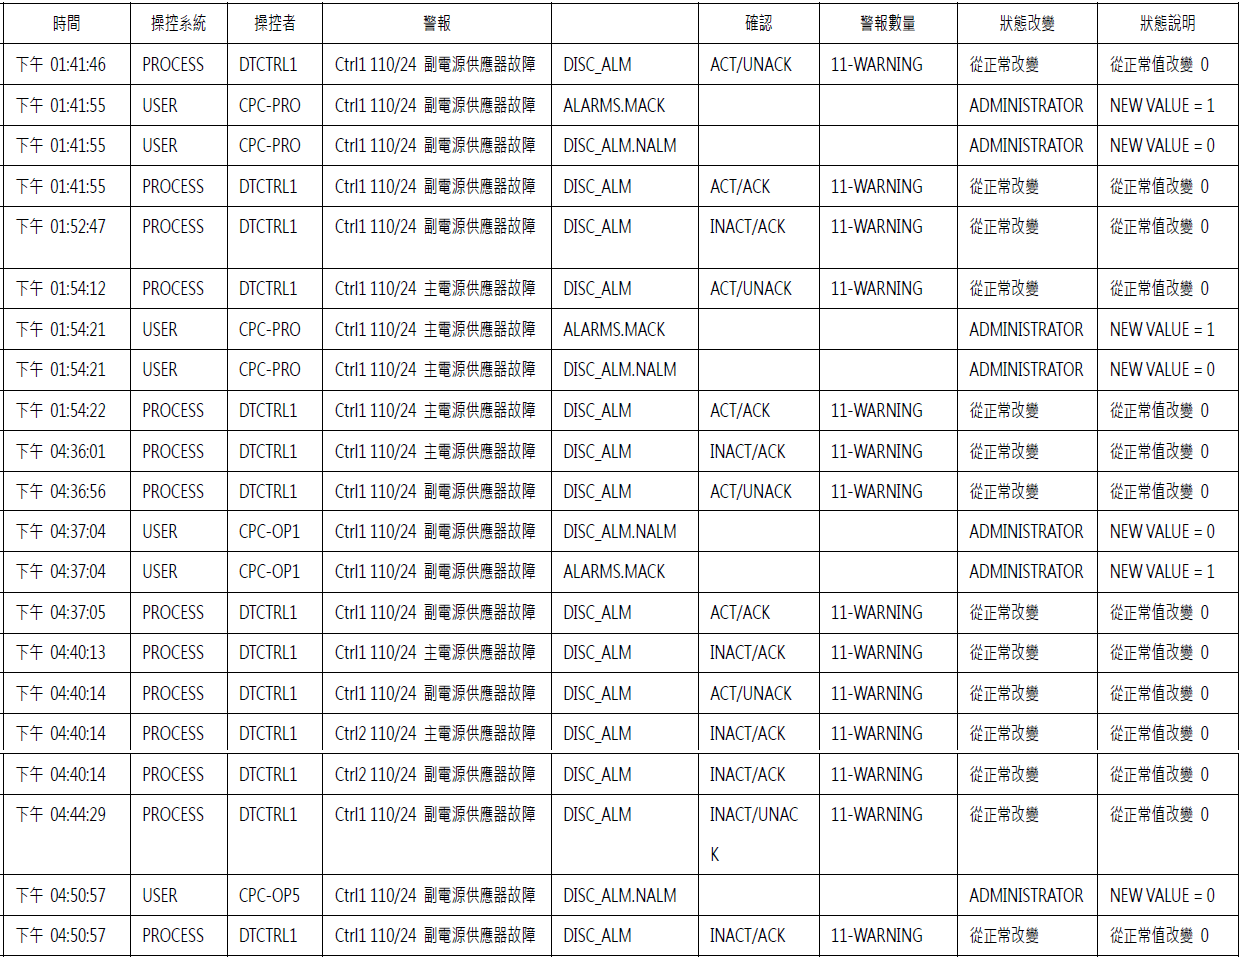 時間 操控系統 操控者 警報 確認 警報數量 狀態改變 狀態說明
下午 01:41:46 PROCESS DTCTRL1 Ctrl1 110/24 副電源供應器故障 DISC_ALM ACT/UNACK 11-WARNING 從正常改變 從正常值改變 0
下午 01:41:55 USER CPC-PRO Ctrl1 110/24 副電源供應器故障 ALARMS.MACK ADMINISTRATOR NEW VALUE = 1
下午 01:41:55 USER CPC-PRO Ctrl1 110/24 副電源供應器故障 DISC_ALM.NALM ADMINISTRATOR NEW VALUE = 0
下午 01:41:55 PROCESS DTCTRL1 Ctrl1 110/24 副電源供應器故障 DISC_ALM ACT/ACK 11-WARNING 從正常改變 從正常值改變 0
下午 01:52:47 PROCESS DTCTRL1 Ctrl1 110/24 副電源供應器故障 DISC_ALM INACT/ACK 11-WARNING 從正常改變 從正常值改變 0
下午 01:54:12 PROCESS DTCTRL1 Ctrl1 110/24 主電源供應器故障 DISC_ALM ACT/UNACK 11-WARNING 從正常改變 從正常值改變 0
下午 01:54:21 USER CPC-PRO Ctrl1 110/24 主電源供應器故障 ALARMS.MACK ADMINISTRATOR NEW VALUE = 1
下午 01:54:21 USER CPC-PRO Ctrl1 110/24 主電源供應器故障 DISC_ALM.NALM ADMINISTRATOR NEW VALUE = 0
下午 01:54:22 PROCESS DTCTRL1 Ctrl1 110/24 主電源供應器故障 DISC_ALM ACT/ACK 11-WARNING 從正常改變 從正常值改變 0
下午 04:36:01 PROCESS DTCTRL1 Ctrl1 110/24 主電源供應器故障 DISC_ALM INACT/ACK 11-WARNING 從正常改變 從正常值改變 0
下午 04:36:56 PROCESS DTCTRL1 Ctrl1 110/24 副電源供應器故障 DISC_ALM ACT/UNACK 11-WARNING 從正常改變 從正常值改變 0
下午 04:37:04 USER CPC-OP1 Ctrl1 110/24 副電源供應器故障 DISC_ALM.NALM ADMINISTRATOR NEW VALUE = 0
下午 04:37:04 USER CPC-OP1 Ctrl1 110/24 副電源供應器故障 ALARMS.MACK ADMINISTRATOR NEW VALUE = 1
下午 04:37:05 PROCESS DTCTRL1 Ctrl1 110/24 副電源供應器故障 DISC_ALM ACT/ACK 11-WARNING 從正常改變 從正常值改變 0
下午 04:40:13 PROCESS DTCTRL1 Ctrl1 110/24 主電源供應器故障 DISC_ALM INACT/ACK 11-WARNING 從正常改變 從正常值改變 0
下午 04:40:14 PROCESS DTCTRL1 Ctrl1 110/24 副電源供應器故障 DISC_ALM ACT/UNACK 11-WARNING 從正常改變 從正常值改變 0
下午 04:40:14 PROCESS DTCTRL1 Ctrl2 110/24 主電源供應器故障 DISC_ALM INACT/ACK 11-WARNING 從正常改變 從正常值改變 0
下午 04:40:14 PROCESS DTCTRL1 Ctrl2 110/24 副電源供應器故障 DISC_ALM INACT/ACK 11-WARNING 從正常改變 從正常值改變 0
下午 04:44:29 PROCESS DTCTRL1 Ctrl1 110/24 副電源供應器故障 DISC_ALM INACT/UNAC 11-WARNING 從正常改變 從正常值改變 0
K
下午 04:50:57 USER CPC-OP5 Ctrl1 110/24 副電源供應器故障 DISC_ALM.NALM ADMINISTRATOR NEW VALUE = 0
下午 04:50:57 PROCESS DTCTRL1 Ctrl1 110/24 副電源供應器故障 DISC_ALM INACT/ACK 11-WARNING 從正常改變 從正常值改變 0